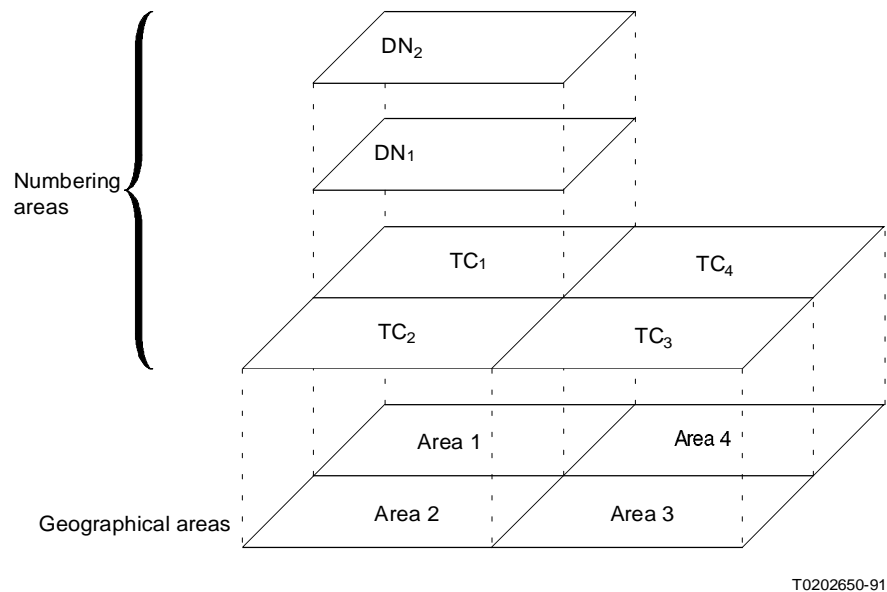 DN₂
DN₁
Numbering
areas
TC₁
TC₄
TC₂
TC₃
Area 1
Area 4
Area 2
Area 3
Geographical areas
T0202650-91